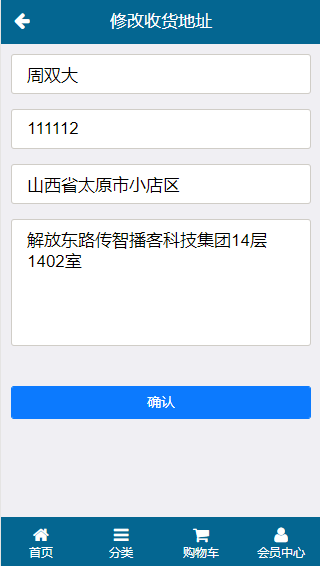 修改收货地址
周双大
111112
山西省太原市小店区
解放东路传智播客科技集团14层
1402室
确认
首页
分类
购物车
会员中心